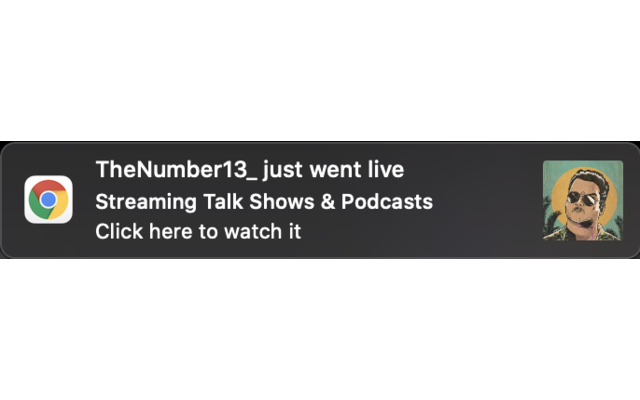 TheNumber13_ just went live
Streaming Talk Shows & Podcasts
Click here to watch it